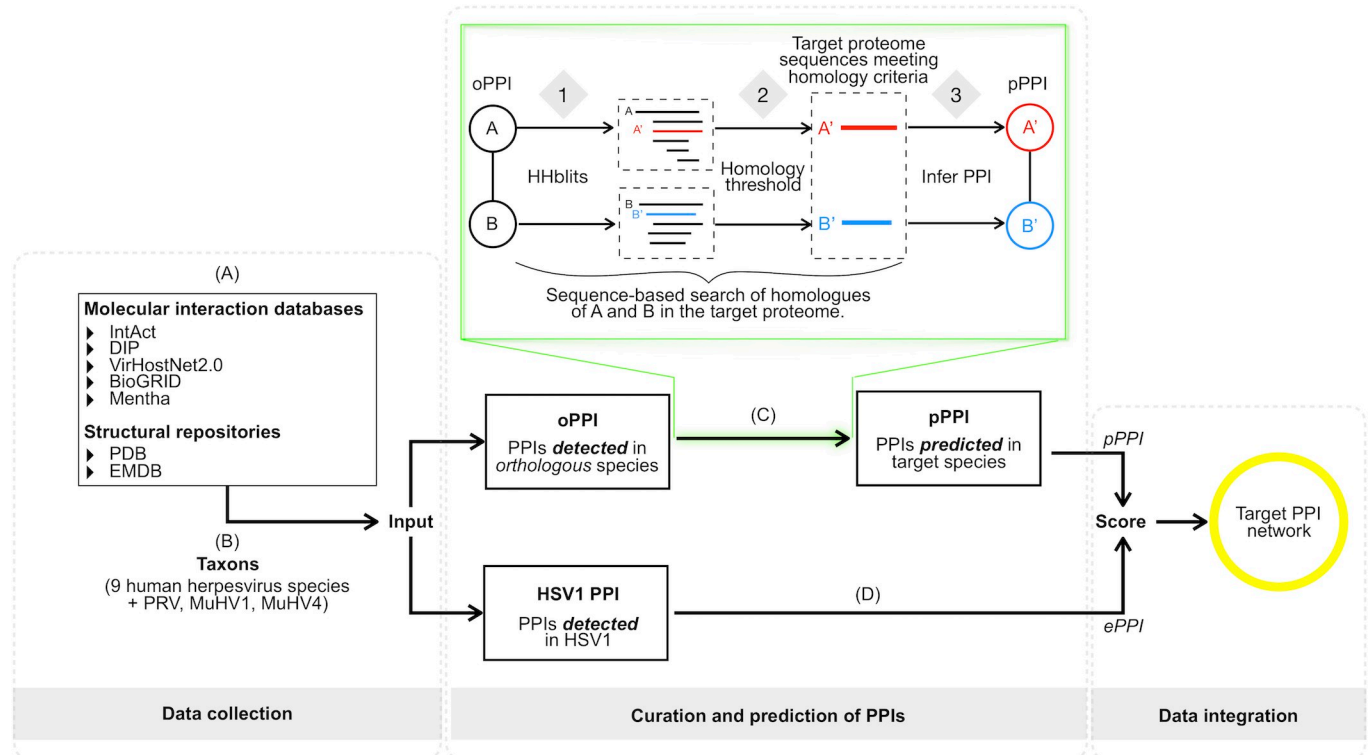 Target proteome
sequences meeting
homology criteria
oPPI
1
2
3
pPPI
A
A
A'
A'
A'
HHblits
Homology
threshold
Infer PPI
B
B
B'
B'
B'
Sequence-based search of homologues
of A and B in the target proteome.
(A)
Molecular interaction databases
IntAct
DIP
VirHostNet2.0
BioGRID
Mentha
Structural repositories
PDB
EMDB
(B)
Taxons
(9 human herpesvirus species
+ PRV, MuHV1, MuHV4)
Input
oPPI
PPIs detected in
orthologous species
(C)
pPPI
PPIs predicted in
target species
HSV1 PPI
PPIs detected
in HSV1
(D)
pPPI
Score
ePPI
Target PPI
network
Data collection
Curation and prediction of PPIs
Data integration